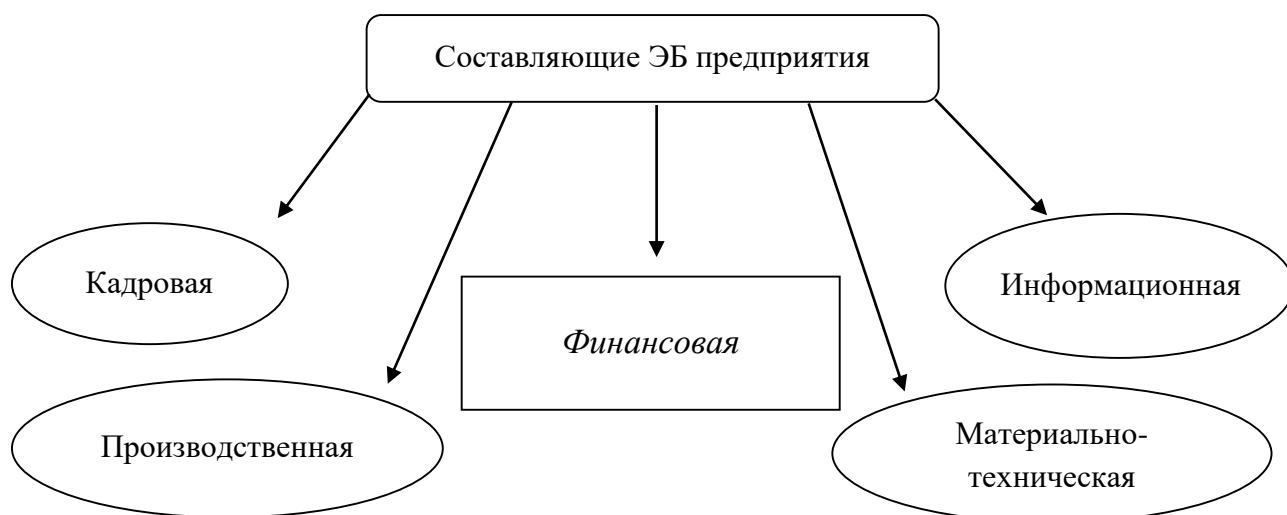 Составляющие ЭБ предприятия
Кадровая
Информационная
Финансовая
Производственная
Материально-
техническая